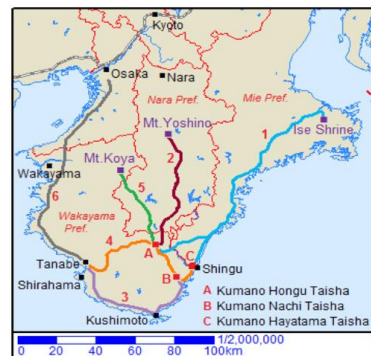 Kyoto
Osaka
Nara
Nara Pref.
Mie Pref.
Mt.Yoshino
1
Ise Shrine
2
Mt.Koya
Wakayama
5
6
Wakayama
Pref.
4
A
C
Shingu
Tanabe
B
Shirahama
3
Kushimoto
A Kumano Hongu Taisha
B Kumano Nachi Taisha
C Kumano Hayatama Taisha
1/2,000,000
0 20 40 60 80 100km